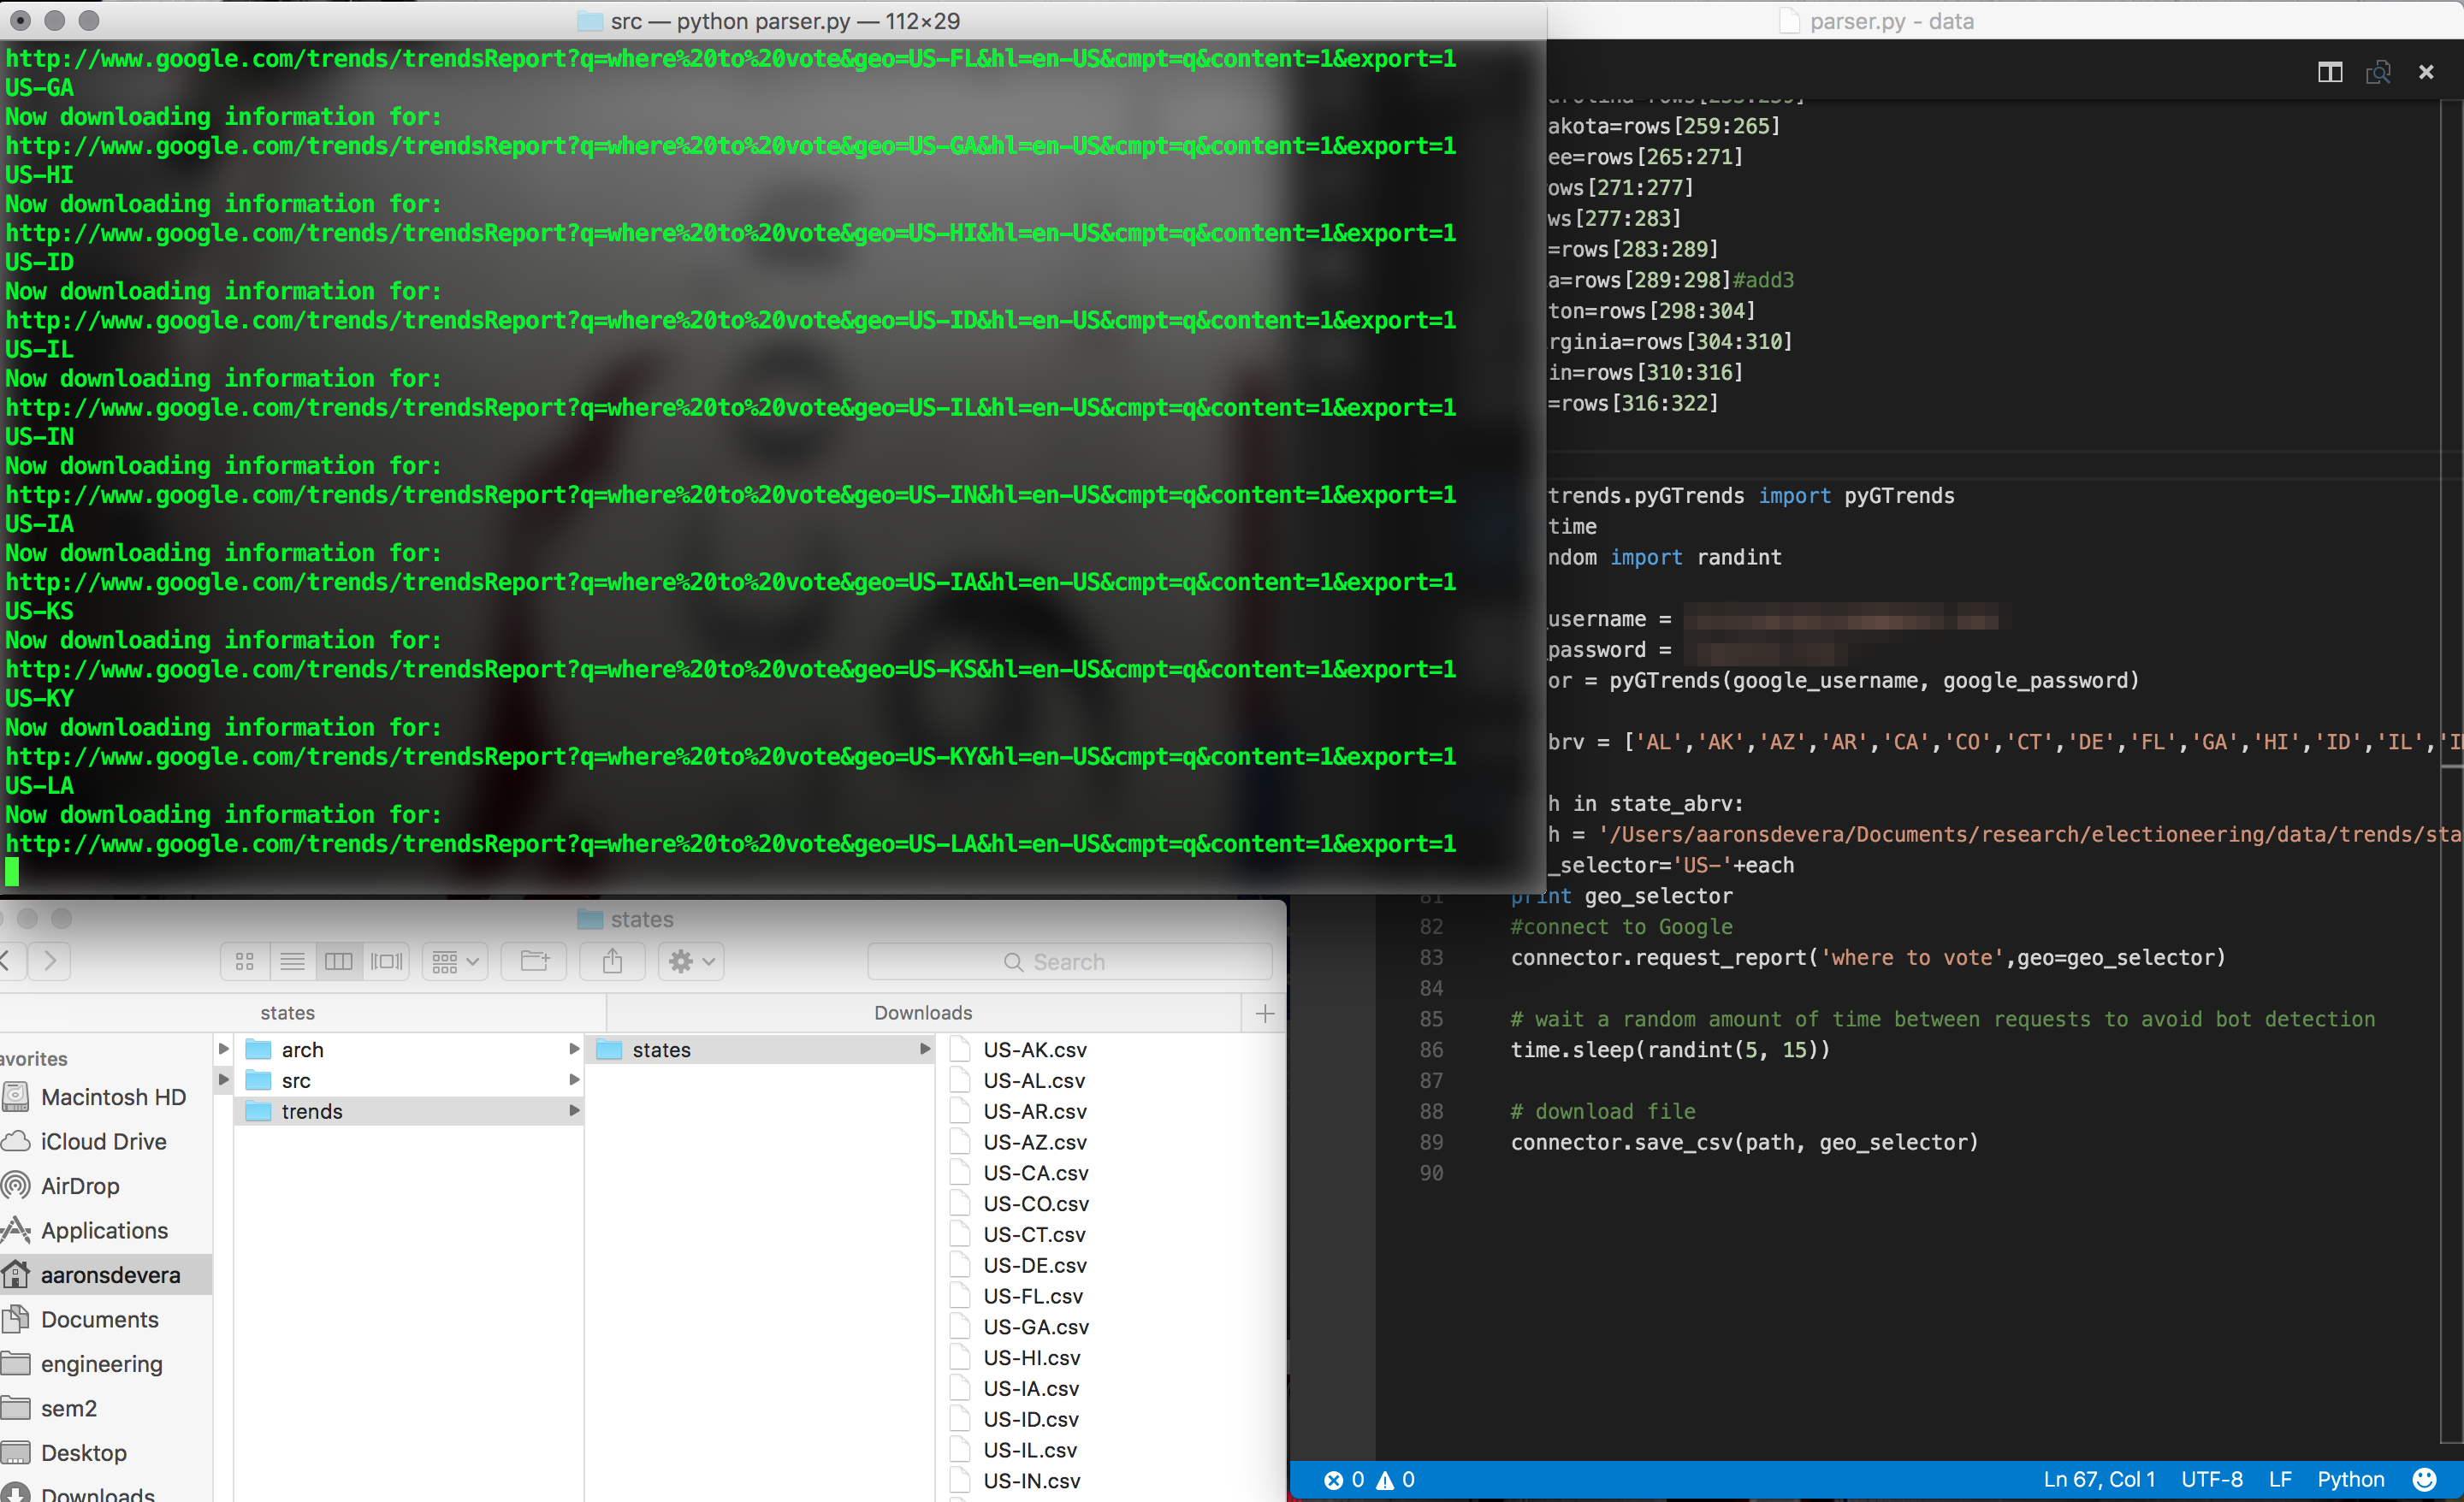 src — python parser.py — 112×29
http://www.google.com/trends/trendsReport?q=where%20to%20vote&geo=US-FL&hl=en-US&cmpt=q&content=1&export=1
US-GA
Now downloading information for:
http://www.google.com/trends/trendsReport?q=where%20to%20vote&geo=US-GA&hl=en-US&cmpt=q&content=1&export=1
US-HI
Now downloading information for:
http://www.google.com/trends/trendsReport?q=where%20to%20vote&geo=US-HI&hl=en-US&cmpt=q&content=1&export=1
US-ID
Now downloading information for:
http://www.google.com/trends/trendsReport?q=where%20to%20vote&geo=US-ID&hl=en-US&cmpt=q&content=1&export=1
US-IL
Now downloading information for:
http://www.google.com/trends/trendsReport?q=where%20to%20vote&geo=US-IL&hl=en-US&cmpt=q&content=1&export=1
US-IN
Now downloading information for:
http://www.google.com/trends/trendsReport?q=where%20to%20vote&geo=US-IN&hl=en-US&cmpt=q&content=1&export=1
US-IA
Now downloading information for:
http://www.google.com/trends/trendsReport?q=where%20to%20vote&geo=US-IA&hl=en-US&cmpt=q&content=1&export=1
US-KS
Now downloading information for:
http://www.google.com/trends/trendsReport?q=where%20to%20vote&geo=US-KS&hl=en-US&cmpt=q&content=1&export=1
US-KY
Now downloading information for:
http://www.google.com/trends/trendsReport?q=where%20to%20vote&geo=US-KY&hl=en-US&cmpt=q&content=1&export=1
US-LA
Now downloading information for:
http://www.google.com/trends/trendsReport?q=where%20to%20vote&geo=US-LA&hl=en-US&cmpt=q&content=1&export=1
parser.py - data
akota=rows[259:265]
ee=rows[265:271]
ows[271:277]
ws[277:283]
=rows[283:289]
a=rows[289:298]#add3
ton=rows[298:304]
rginia=rows[304:310]
in=rows[310:316]
=rows[316:322]
trends.pyGTrends import pyGTrends
time
ndom import randint
_username =
_password =
or = pyGTrends(google_username, google_password)
brv = ['AL','AK','AZ','AR','CA','CO','CT','DE','FL','GA','HI','ID','IL','I
h in state_abrv:
h = '/Users/aaronsdevera/Documents/research/electioneering/data/trends/sta
_selector='US-'+each
81 print geo_selector
82 #connect to Google
83 connector.request_report('where to vote',geo=geo_selector)
84
85 # wait a random amount of time between requests to avoid bot detection
86 time.sleep(randint(5, 15))
87
88 # download file
89 connector.save_csv(path, geo_selector)
90
0 0 Ln 67, Col 1 UTF-8 LF Python
states
Search
states Downloads
avorites
Macintosh HD
iCloud Drive
AirDrop
Applications
aaronsdevera
Documents
engineering
sem2
Desktop
Downloads
arch
src
trends
states
US-AK.csv
US-AL.csv
US-AR.csv
US-AZ.csv
US-CA.csv
US-CO.csv
US-CT.csv
US-DE.csv
US-FL.csv
US-GA.csv
US-HI.csv
US-IA.csv
US-ID.csv
US-IL.csv
US-IN.csv